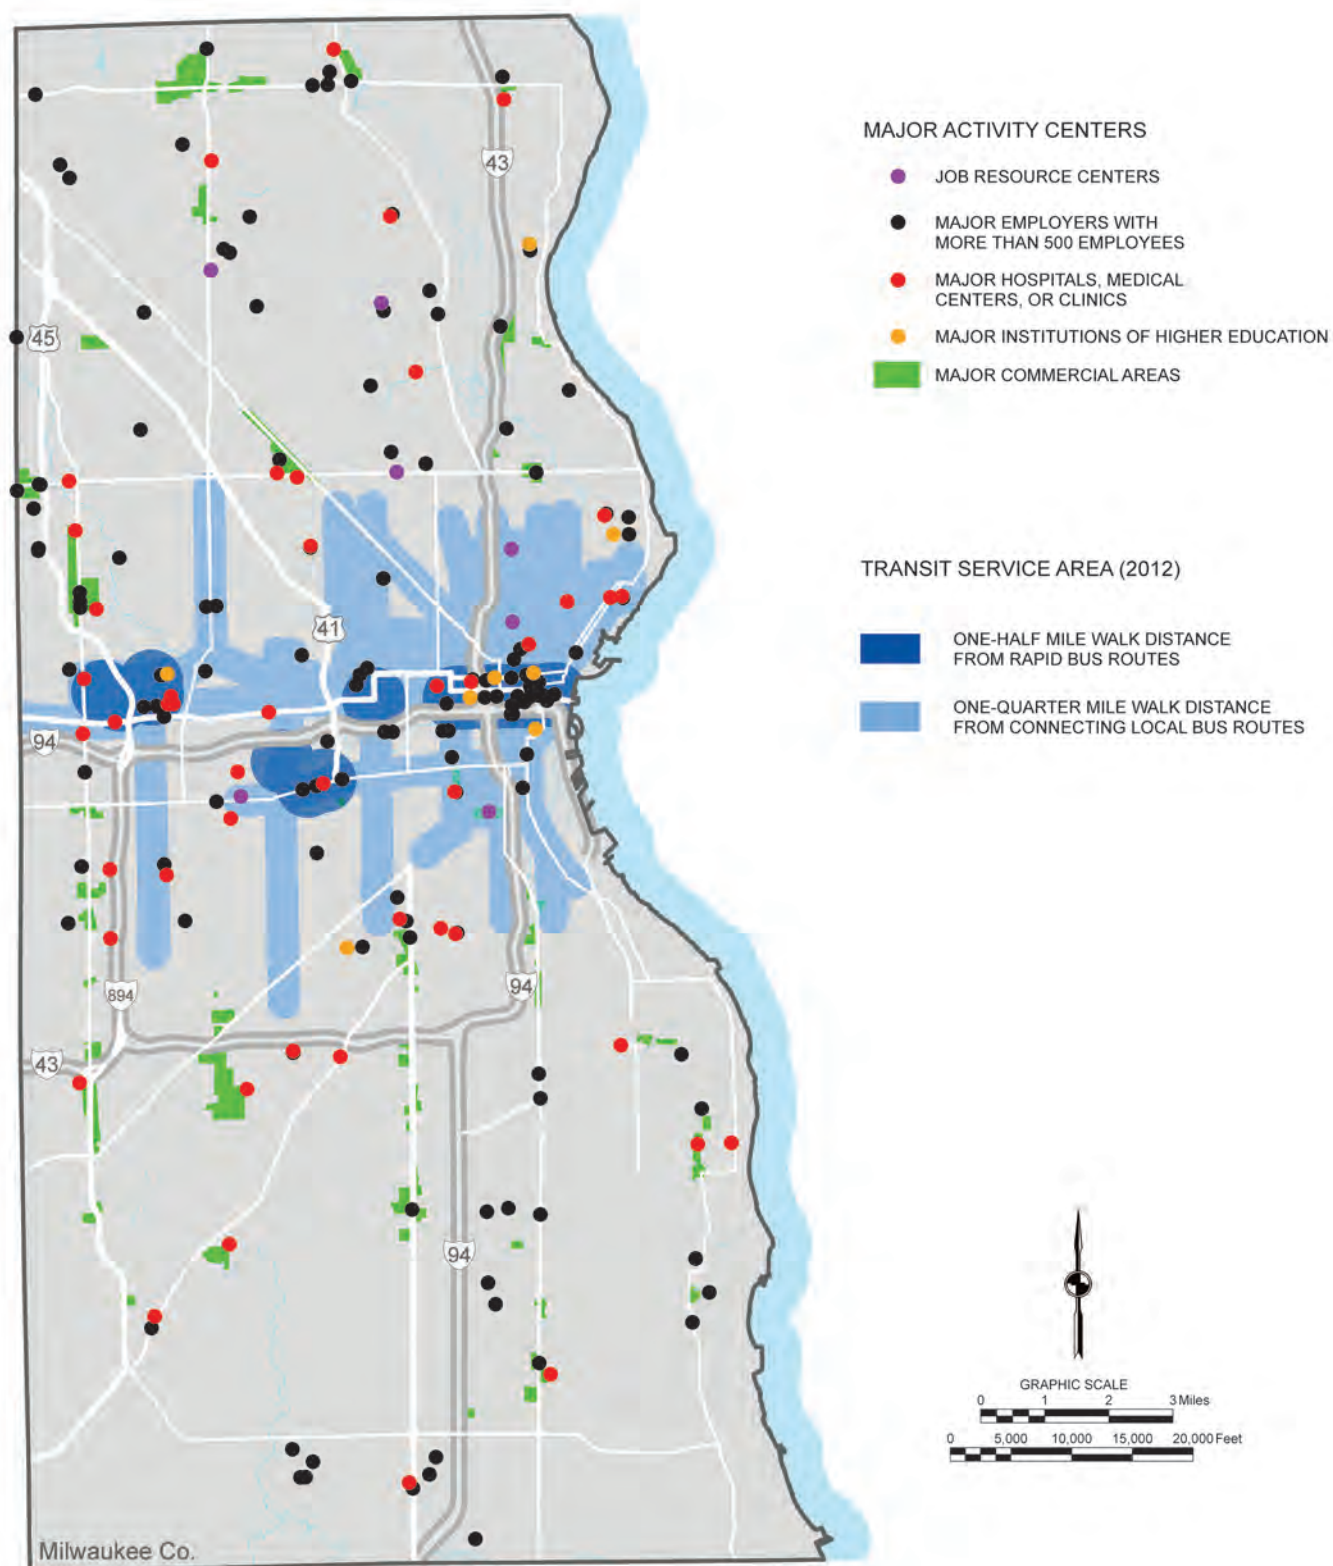 MAJOR ACTIVITY CENTERS
JOB RESOURCE CENTERS
MAJOR EMPLOYERS WITH
MORE THAN 500 EMPLOYEES
MAJOR HOSPITALS, MEDICAL
CENTERS, OR CLINICS
MAJOR INSTITUTIONS OF HIGHER EDUCATION
MAJOR COMMERCIAL AREAS
TRANSIT SERVICE AREA (2012)
ONE-HALF MILE WALK DISTANCE
FROM RAPID BUS ROUTES
ONE-QUARTER MILE WALK DISTANCE
FROM CONNECTING LOCAL BUS ROUTES
43
45
41
94
894
94
43
94
GRAPHIC SCALE
0 1 2 3 Miles
0 5,000 10,000 15,000 20,000 Feet
Milwaukee Co.